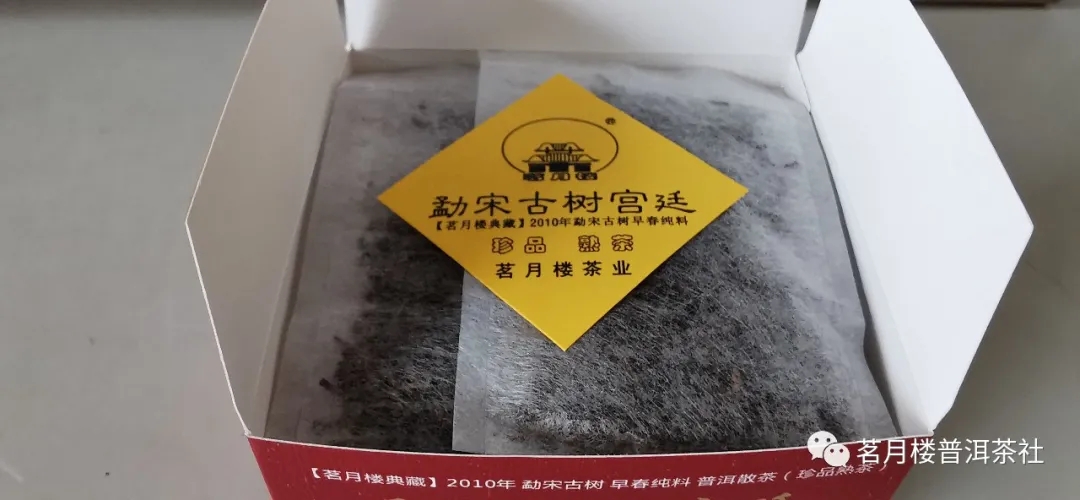 ®
茗月楼
勐宋古树宫廷
【茗月楼典藏】2010年勐宋古树早春纯料
珍品 熟茶
茗月楼茶业
【茗月楼典藏】2010年 勐宋古树 早春纯料 普洱散茶（珍品熟茶）
茗月楼普洱茶社